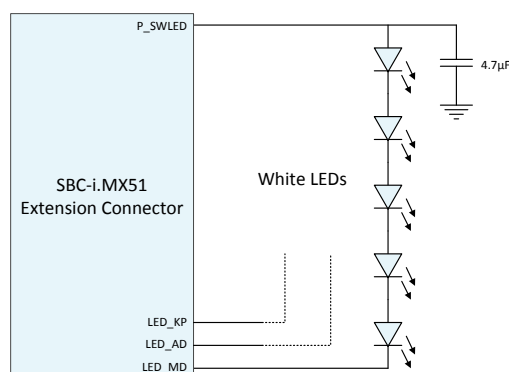 P_SWLED
4.7µF
SBC-i.MX51
Extension Connector
White LEDs
LED_KP
LED_AD
LED_MD